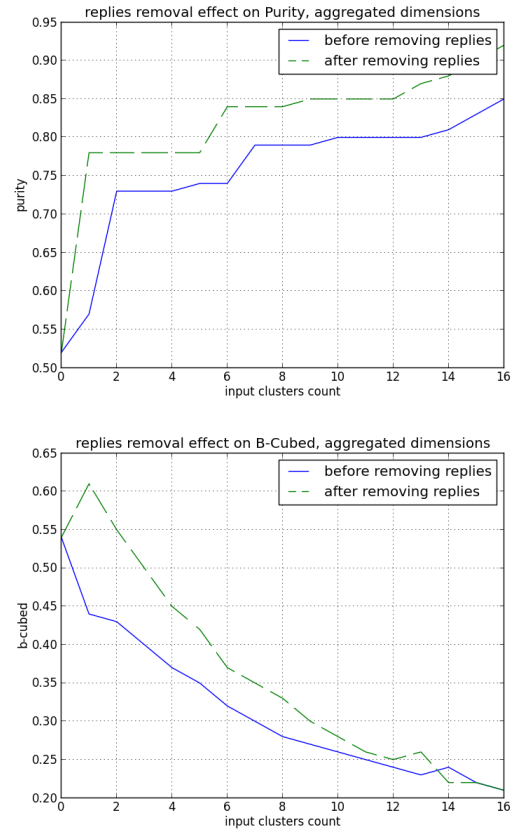 replies removal effect on Purity, aggregated dimensions
0.95
before removing replies
after removing replies
0.90
0.85
0.80
0.75
purity
0.70
0.65
0.60
0.55
0.50
0 2 4 6 8 10 12 14 16
input clusters count
replies removal effect on B-Cubed, aggregated dimensions
0.65
before removing replies
after removing replies
0.60
0.55
0.50
0.45
b-cubed
0.40
0.35
0.30
0.25
0.20
0 2 4 6 8 10 12 14 16
input clusters count